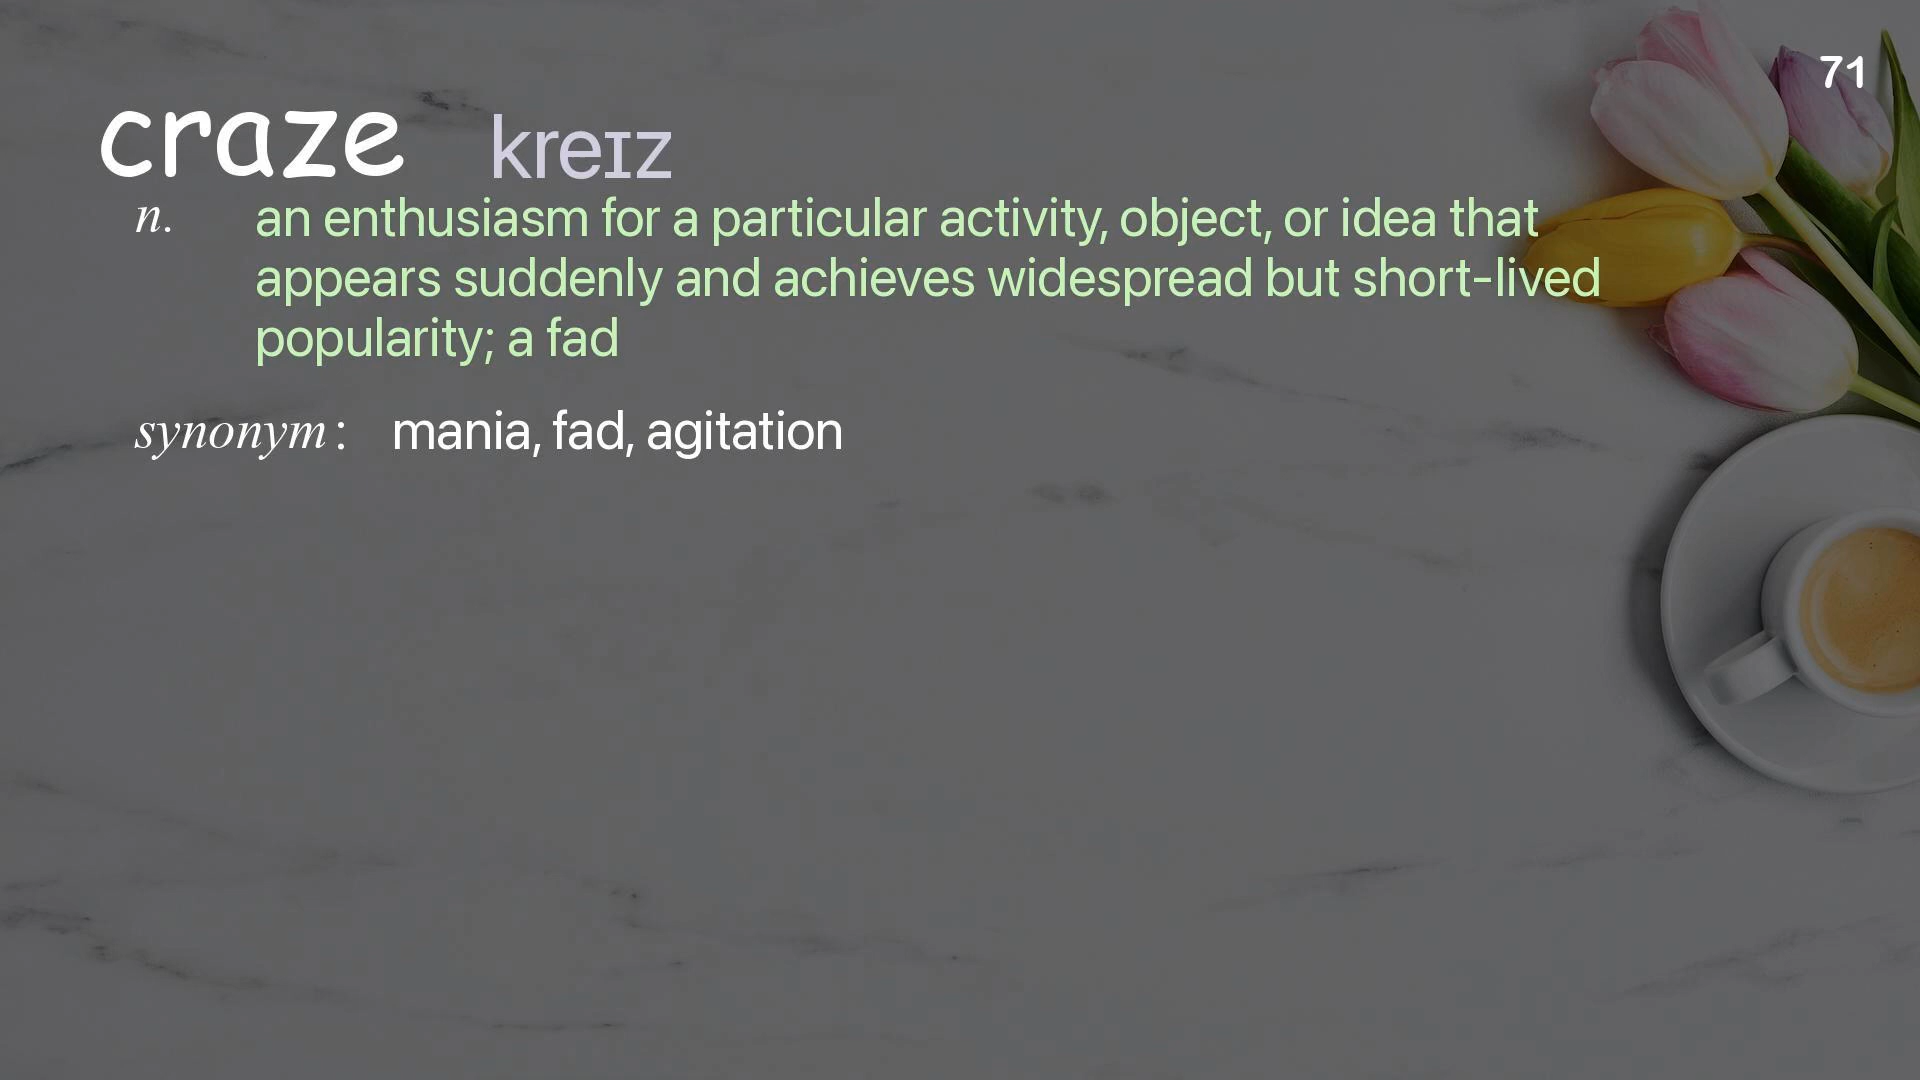 71
craze kreɪz
n. an enthusiasm for a particular activity, object, or idea that
appears suddenly and achieves widespread but short-lived
popularity; a fad
synonym: mania, fad, agitation